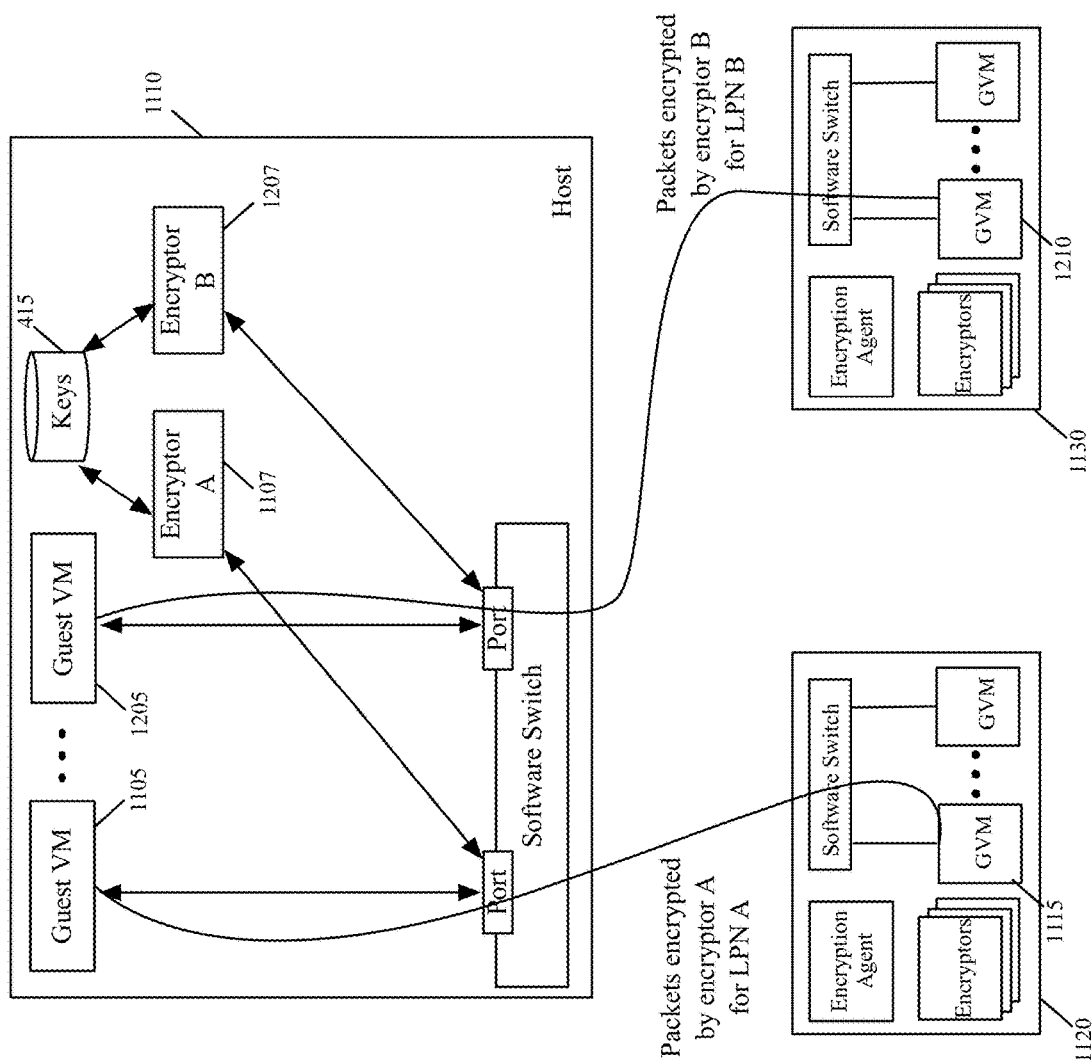 1110
Guest VM
1105
Guest VM
1205
Keys
415
Encryptor
A
1107
Encryptor
B
1207
Port
Port
Software Switch
Host
Packets encrypted
by encryptor A
for LPN A
Packets encrypted
by encryptor B
for LPN B
Encryption
Agent
Software Switch
Encryptors
GVM
GVM
1115
1120
Encryption
Agent
Software Switch
Encryptors
GVM
GVM
1210
1130